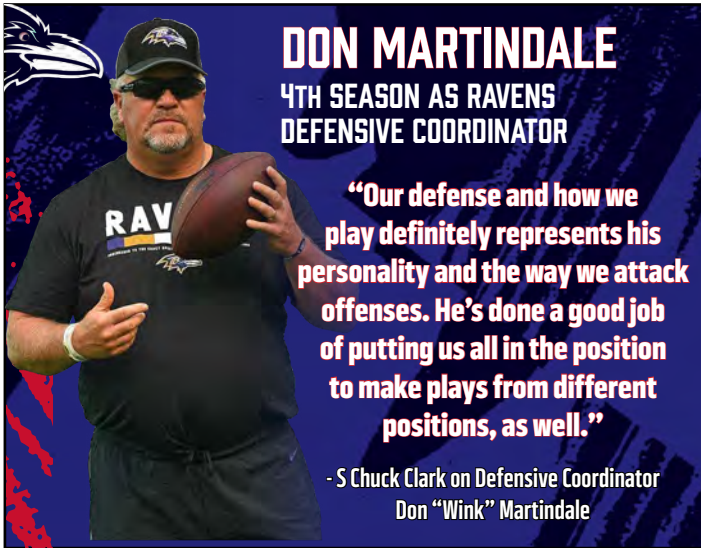 DON MARTINDALE
4TH SEASON AS RAVENS
DEFENSIVE COORDINATOR
“Our defense and how we
play definitely represents his
personality and the way we attack
offenses. He’s done a good job
of putting us all in the position
to make plays from different
positions, as well.”
- S Chuck Clark on Defensive Coordinator
Don “Wink” Martindale
RAV